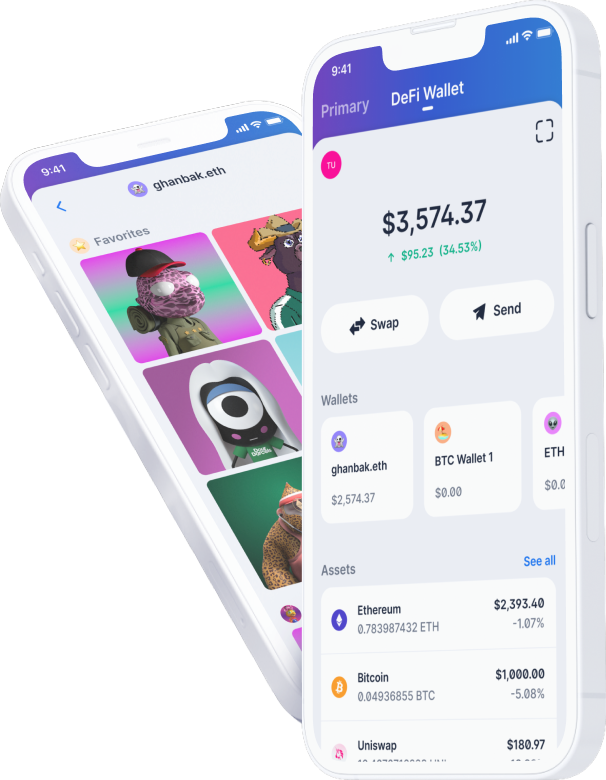 9:41
ghanbak.eth
Favorites
9:41
Primary
DeFi Wallet
TU
$3,574.37
↑ $95.23 (34.53%)
Swap
Send
Wallets
ghanbak.eth
$2,574.37
BTC Wallet 1
$0.00
ETH
$0.0
Assets
See all
Ethereum
$2,393.40
0.783987432 ETH
-1.07%
Bitcoin
$1,000.00
0.04936855 BTC
-5.08%
Uniswap
$180.97